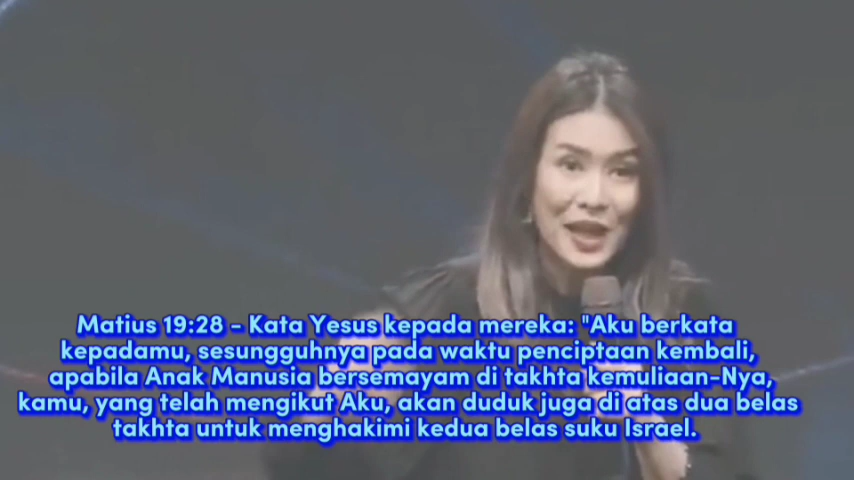 Matius 19:28 - Kata Yesus kepada mereka: "Aku berkata
kepadamu, sesungguhnya pada waktu penciptaan kembali,
apabila Anak Manusia bersemayam di takhta kemuliaan-Nya,
kamu, yang telah mengikut Aku, akan duduk juga di atas dua belas
takhta untuk menghakimi kedua belas suku Israel.